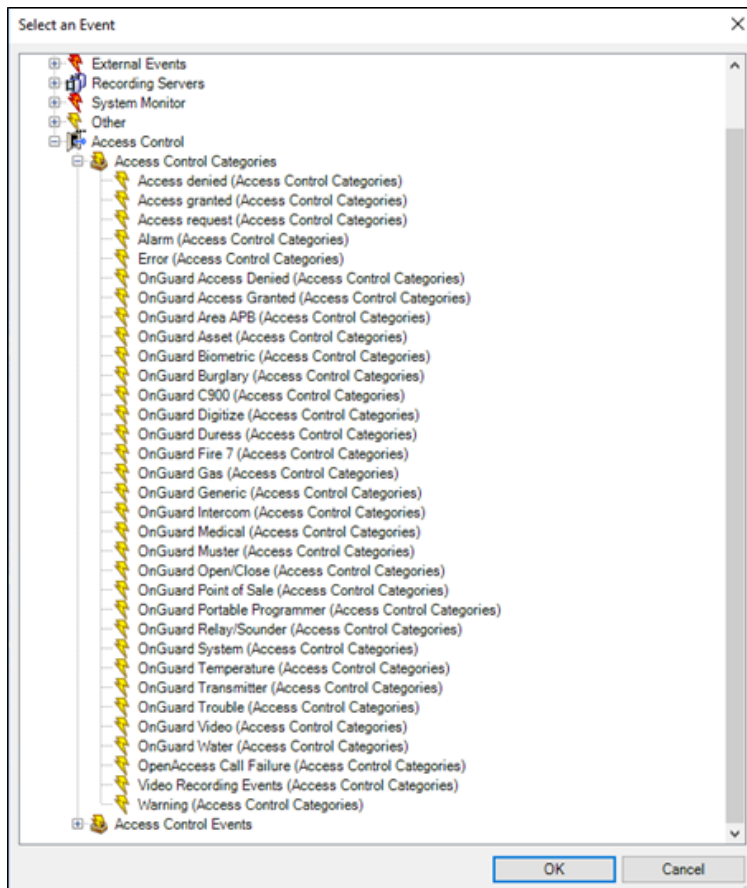 Select an Event
External Events
Recording Servers
System Monitor
Other
Access Control
Access Control Categories
Access denied (Access Control Categories)
Access granted (Access Control Categories)
Access request (Access Control Categories)
Alarm (Access Control Categories)
Error (Access Control Categories)
OnGuard Access Denied (Access Control Categories)
OnGuard Access Granted (Access Control Categories)
OnGuard Area APB (Access Control Categories)
OnGuard Asset (Access Control Categories)
OnGuard Biometric (Access Control Categories)
OnGuard Burglary (Access Control Categories)
OnGuard C900 (Access Control Categories)
OnGuard Digitize (Access Control Categories)
OnGuard Duress (Access Control Categories)
OnGuard Fire 7 (Access Control Categories)
OnGuard Gas (Access Control Categories)
OnGuard Generic (Access Control Categories)
OnGuard Intercom (Access Control Categories)
OnGuard Medical (Access Control Categories)
OnGuard Muster (Access Control Categories)
OnGuard Open/Close (Access Control Categories)
OnGuard Point of Sale (Access Control Categories)
OnGuard Portable Programmer (Access Control Categories)
OnGuard Relay/Sounder (Access Control Categories)
OnGuard System (Access Control Categories)
OnGuard Temperature (Access Control Categories)
OnGuard Transmitter (Access Control Categories)
OnGuard Trouble (Access Control Categories)
OnGuard Video (Access Control Categories)
OnGuard Water (Access Control Categories)
OpenAccess Call Failure (Access Control Categories)
Video Recording Events (Access Control Categories)
Warning (Access Control Categories)
Access Control Events
OK Cancel